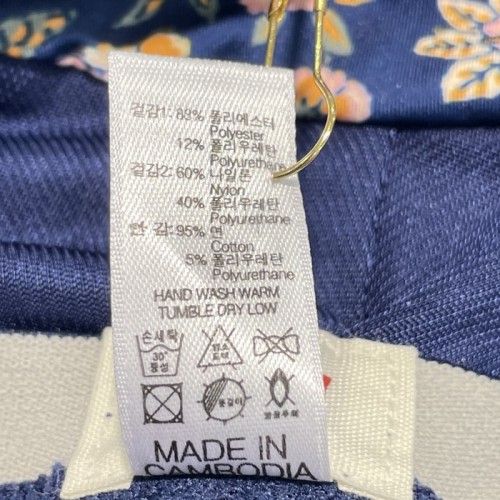 겉감1: 88% 폴리에스터
Polyester
12% 폴리우레탄
Polyurethane
겉감2: 60% 나일론
Nylon
40% 폴리우레탄
Polyurethane
안 감: 95% 면
Cotton
5% 폴리우레탄
Polyurethane
HAND WASH WARM
TUMBLE DRY LOW
손세탁
30°
중성
염소
표백
옷걸이
MADE IN
CAMBODIA